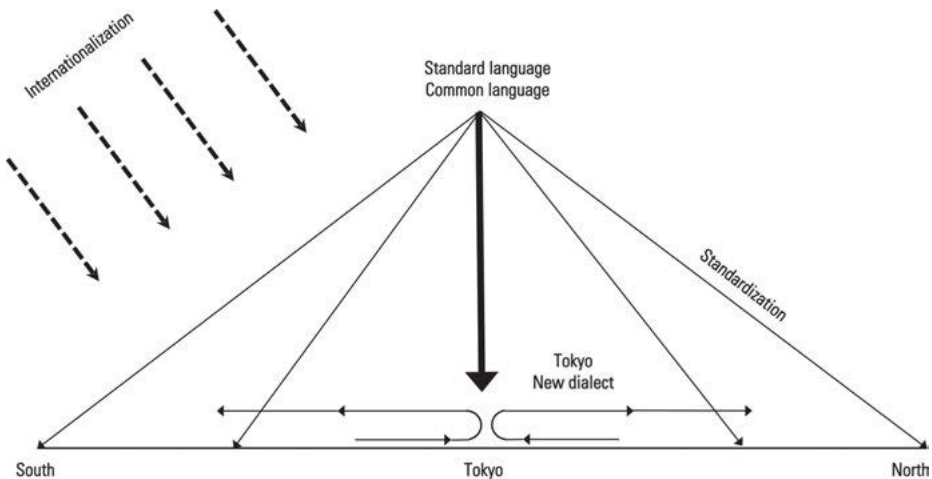 Internationalization
Standard language
Common language
Standardization
Tokyo
New dialect
South
Tokyo
North